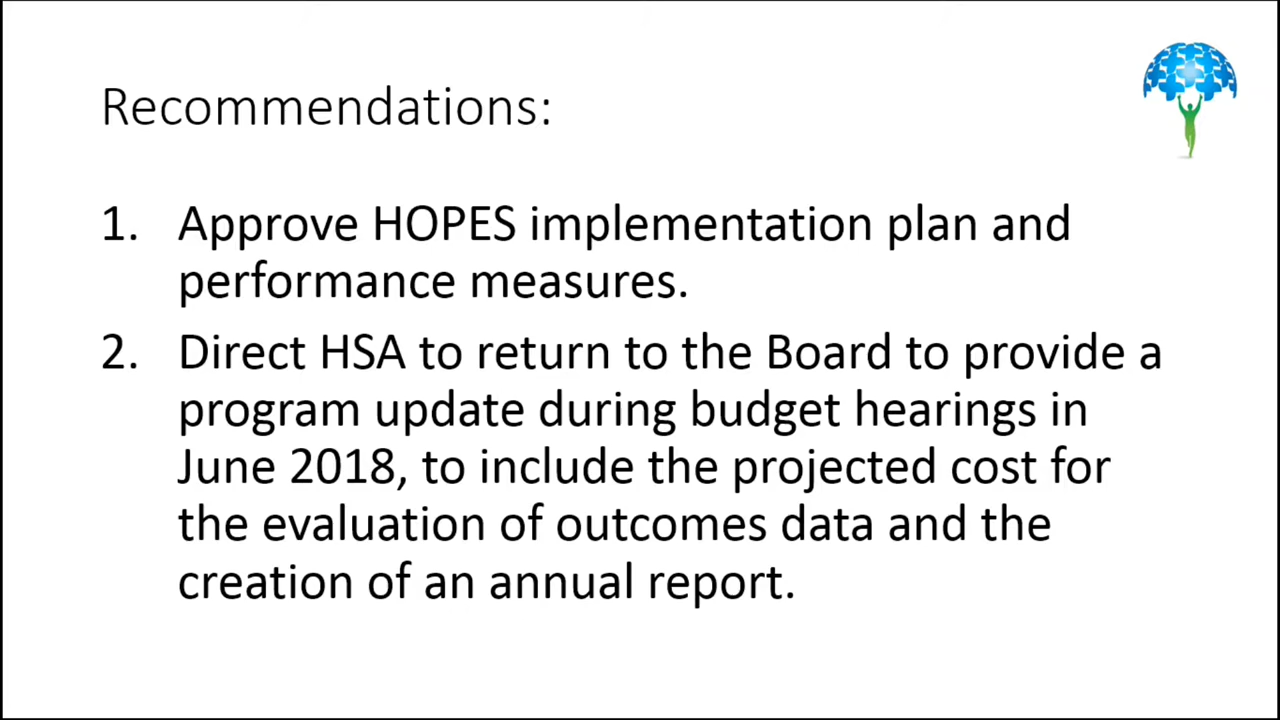 Recommendations:
1. Approve HOPES implementation plan and
performance measures.
2. Direct HSA to return to the Board to provide a
program update during budget hearings in
June 2018, to include the projected cost for
the evaluation of outcomes data and the
creation of an annual report.